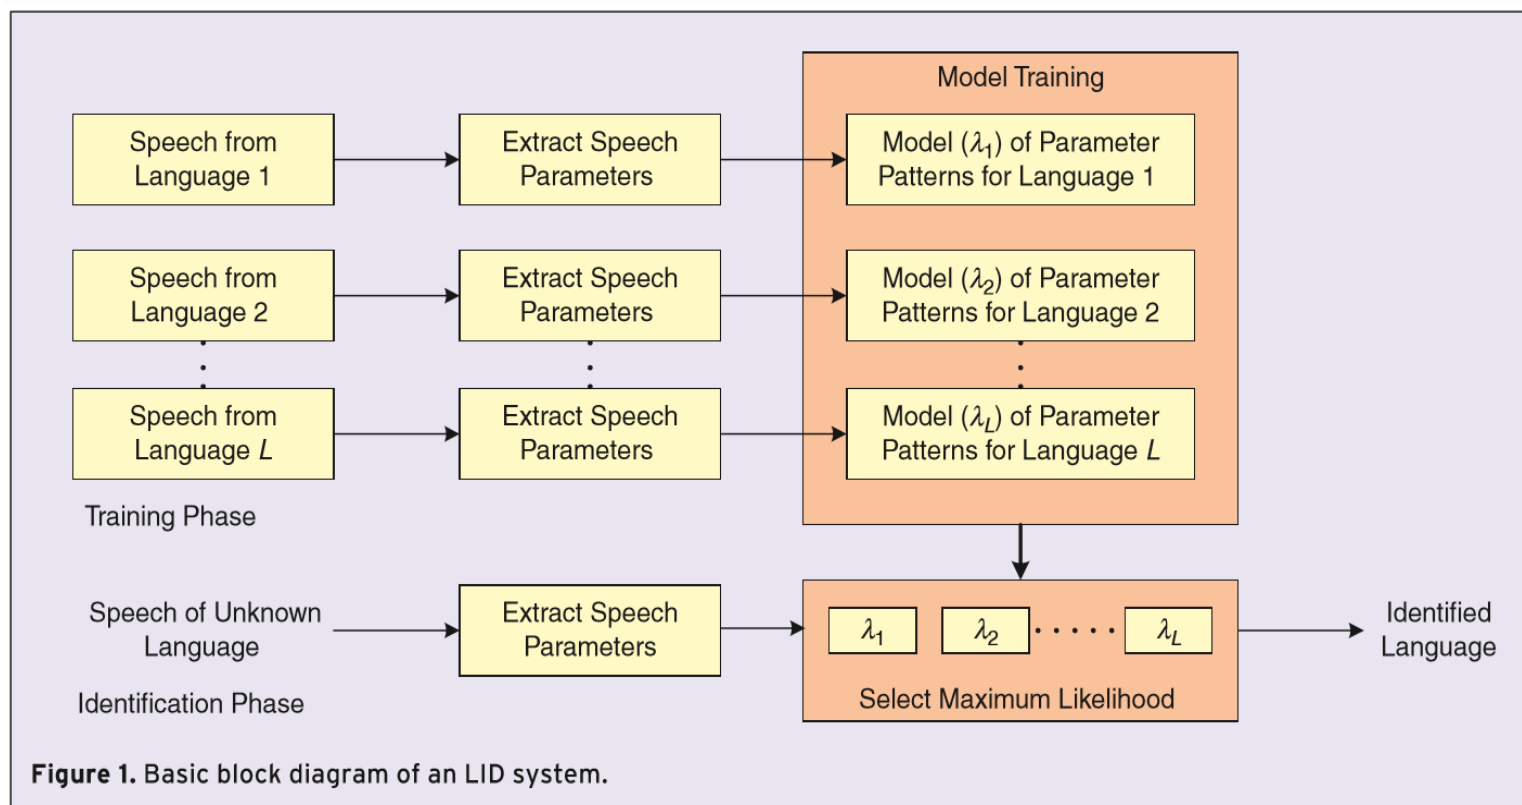 Model Training
Speech from
Language 1
Extract Speech
Parameters
Model (λ₁) of Parameter
Patterns for Language 1
Speech from
Language 2
Extract Speech
Parameters
Model (λ₂) of Parameter
Patterns for Language 2
Speech from
Language L
Extract Speech
Parameters
Model (λL) of Parameter
Patterns for Language L
Training Phase
Speech of Unknown
Language
Extract Speech
Parameters
λ₁ λ₂ ..... λL
Select Maximum Likelihood
Identified
Language
Identification Phase
Figure 1. Basic block diagram of an LID system.